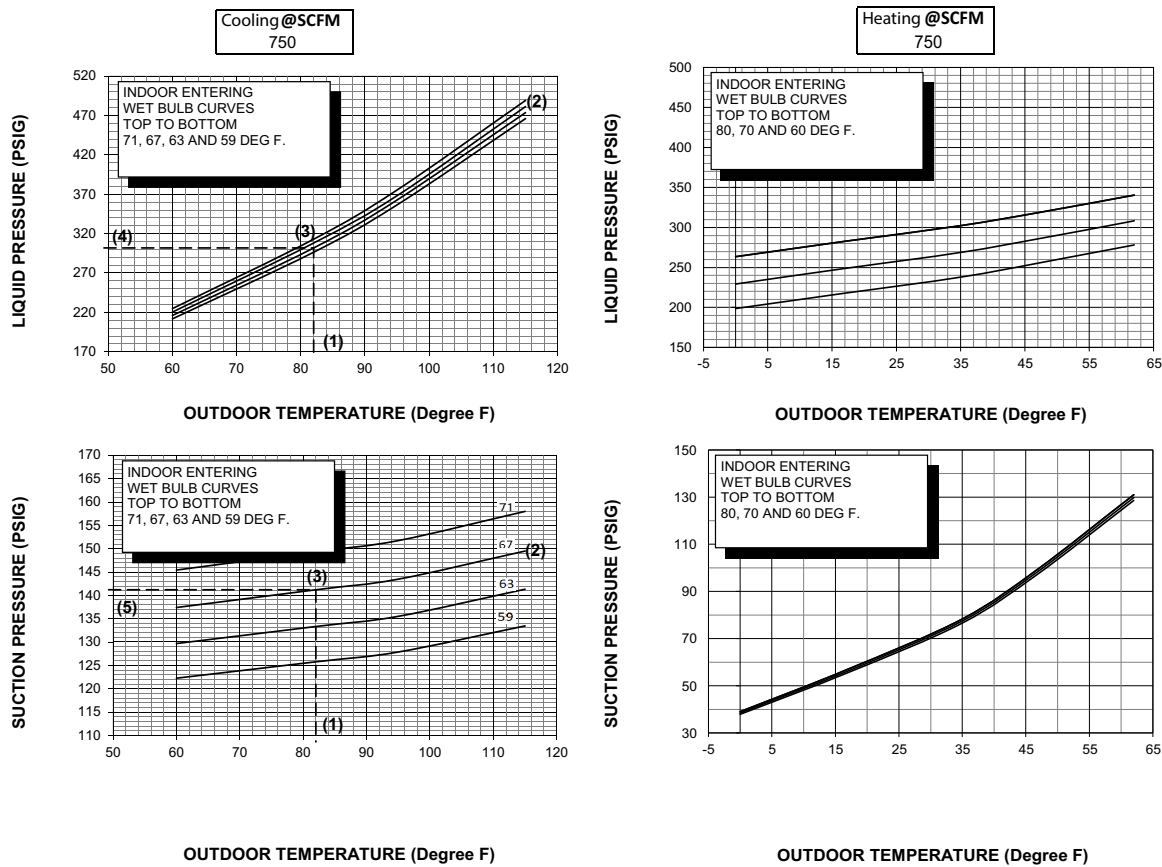 Cooling @SCFM
750
Heating @SCFM
750
LIQUID PRESSURE (PSIG)
520
470
420
370
320
270
220
170
INDOOR ENTERING
WET BULB CURVES
TOP TO BOTTOM
71, 67, 63 AND 59 DEG F.
(2)
(3)
(4)
(1)
50 60 70 80 90 100 110 120
OUTDOOR TEMPERATURE (Degree F)
LIQUID PRESSURE (PSIG)
500
450
400
350
300
250
200
150
INDOOR ENTERING
WET BULB CURVES
TOP TO BOTTOM
80, 70 AND 60 DEG F.
-5 5 15 25 35 45 55 65
OUTDOOR TEMPERATURE (Degree F)
SUCTION PRESSURE (PSIG)
170
165
160
155
150
145
140
135
130
125
120
115
110
INDOOR ENTERING
WET BULB CURVES
TOP TO BOTTOM
71, 67, 63 AND 59 DEG F.
71
67
(2)
(3)
63
(5)
59
(1)
50 60 70 80 90 100 110 120
OUTDOOR TEMPERATURE (Degree F)
SUCTION PRESSURE (PSIG)
150
130
110
90
70
50
30
INDOOR ENTERING
WET BULB CURVES
TOP TO BOTTOM
80, 70 AND 60 DEG F.
-5 5 15 25 35 45 55 65
OUTDOOR TEMPERATURE (Degree F)